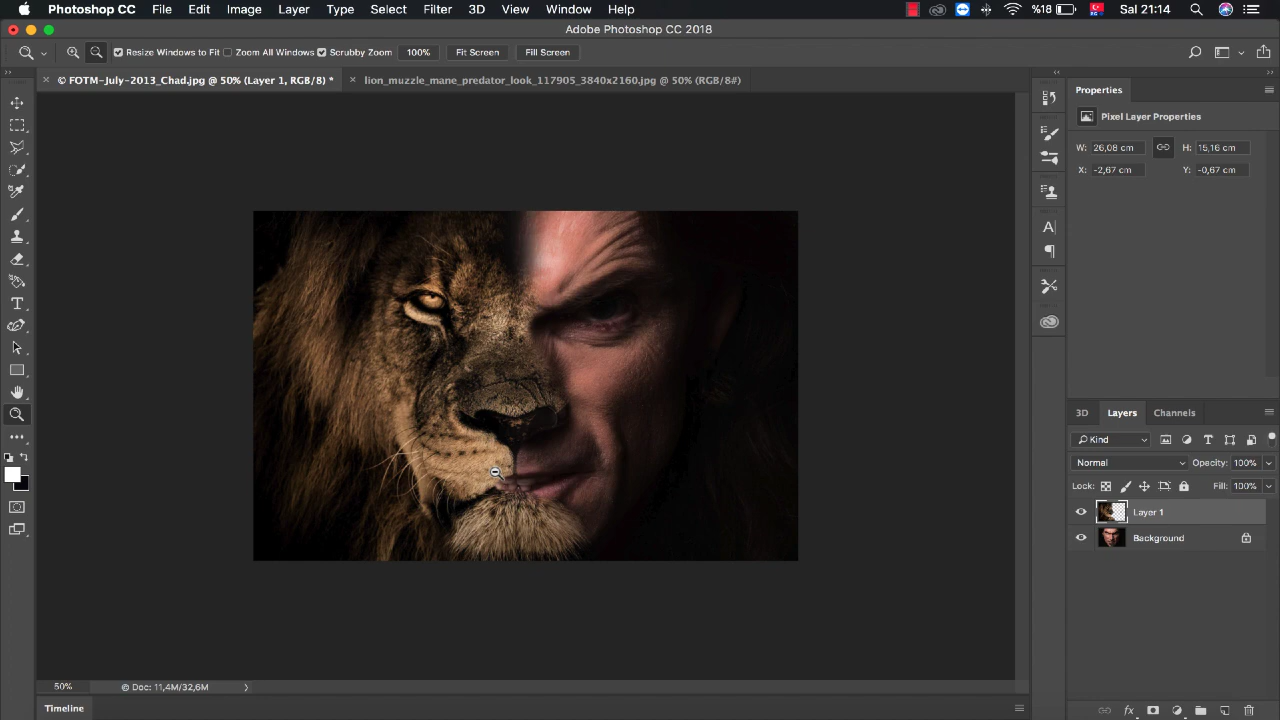 Photoshop CC File Edit Image Layer Type Select Filter 3D View Window Help %18 Sal 21:14
Adobe Photoshop CC 2018
Resize Windows to Fit Zoom All Windows Scrubby Zoom 100% Fit Screen Fill Screen
© FOTM-July-2013_Chad.jpg @ 50% (Layer 1, RGB/8) * lion_muzzle_mane_predator_look_117905_3840x2160.jpg @ 50% (RGB/8#)
Properties
Pixel Layer Properties
W: 26,08 cm H: 15,16 cm
X: -2,67 cm Y: -0,67 cm
3D Layers Channels
Kind
Normal Opacity: 100%
Lock: Fill: 100%
Layer 1
Background
50% Doc: 11,4M/32,6M
Timeline